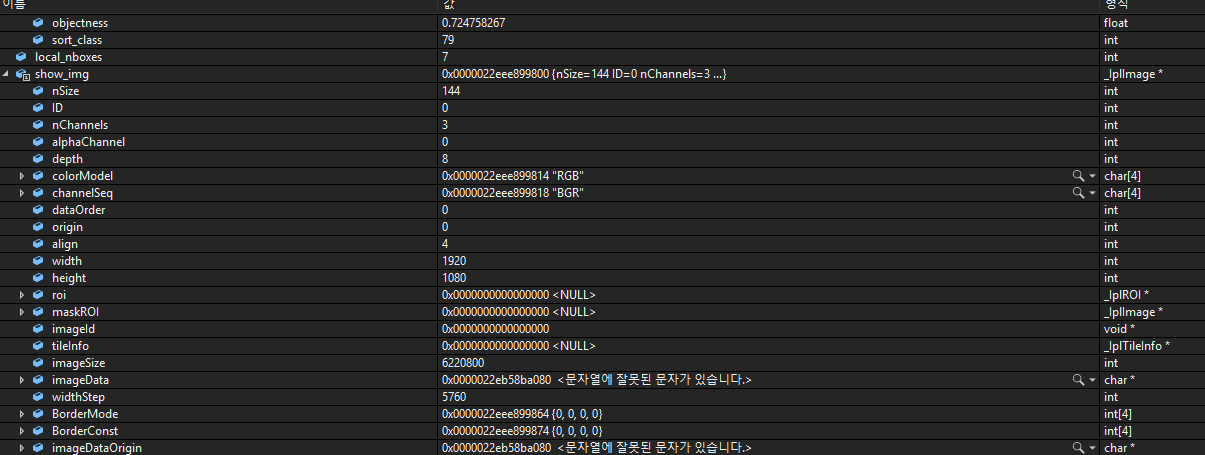 이름 값 형식
objectness 0.724758267 float
sort_class 79 int
local_nboxes 7 int
show_img 0x0000022eee899800 {nSize=144 ID=0 nChannels=3 ...} _IplImage *
nSize 144 int
ID 0 int
nChannels 3 int
alphaChannel 0 int
depth 8 int
colorModel 0x0000022eee899814 "RGB" char[4]
channelSeq 0x0000022eee899818 "BGR" char[4]
dataOrder 0 int
origin 0 int
align 4 int
width 1920 int
height 1080 int
roi 0x0000000000000000 <NULL> _IplROI *
maskROI 0x0000000000000000 <NULL> _IplImage *
imageId 0x0000000000000000 void *
tileInfo 0x0000000000000000 <NULL> _IplTileInfo *
imageSize 6220800 int
imageData 0x0000022eb58ba080 <문자열에 잘못된 문자가 있습니다.> char *
widthStep 5760 int
BorderMode 0x0000022eee899864 {0, 0, 0, 0} int[4]
BorderConst 0x0000022eee899874 {0, 0, 0, 0} int[4]
imageDataOrigin 0x0000022eb58ba080 <문자열에 잘못된 문자가 있습니다.> char *